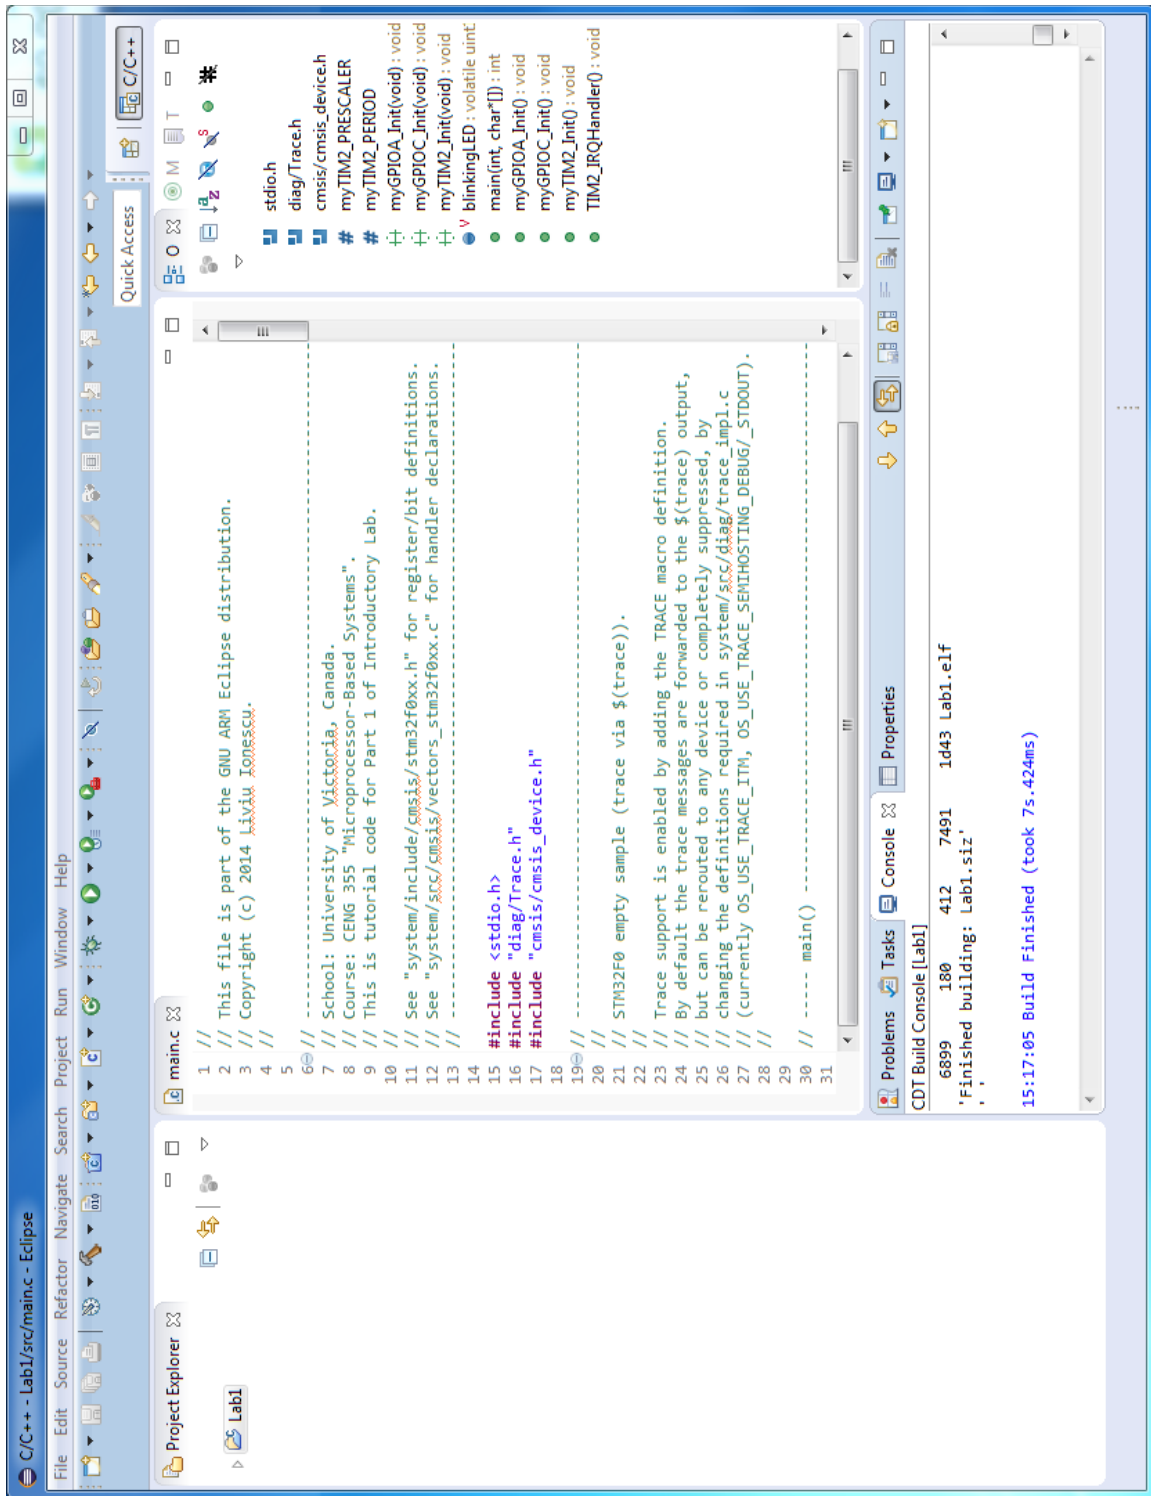 C/C++ - Lab1/src/main.c - Eclipse
File Edit Source Refactor Navigate Search Project Run Window Help
Quick Access
C/C++
Project Explorer
Lab1
main.c
1 //
2 // This file is part of the GNU ARM Eclipse distribution.
3 // Copyright (c) 2014 Liviu Ionescu.
4 //
5
6 // ----------------------------------------------------------------------------
7 // School: University of Victoria, Canada.
8 // Course: CENG 355 "Microprocessor-Based Systems".
9 // This is tutorial code for Part 1 of Introductory Lab.
10 //
11 // See "system/include/cmsis/stm32f0xx.h" for register/bit definitions.
12 // See "system/src/cmsis/vectors_stm32f0xx.c" for handler declarations.
13 // ----------------------------------------------------------------------------
14
15 #include <stdio.h>
16 #include "diag/Trace.h"
17 #include "cmsis/cmsis_device.h"
18
19 // ----------------------------------------------------------------------------
20 //
21 // STM32F0 empty sample (trace via $(trace)).
22 //
23 // Trace support is enabled by adding the TRACE macro definition.
24 // By default the trace messages are forwarded to the $(trace) output,
25 // but can be rerouted to any device or completely suppressed, by
26 // changing the definitions required in system/src/diag/trace_impl.c
27 // (currently OS_USE_TRACE_ITM, OS_USE_TRACE_SEMIHOSTING_DEBUG/_STDOUT).
28 //
29
30 // ----- main() ---------------------------------------------------------------
31
O M T
stdio.h
diag/Trace.h
cmsis/cmsis_device.h
myTIM2_PRESCALER
myTIM2_PERIOD
myGPIOA_Init(void) : void
myGPIOC_Init(void) : void
myTIM2_Init(void) : void
blinkingLED : volatile uint
main(int, char*[]) : int
myGPIOA_Init() : void
myGPIOC_Init() : void
myTIM2_Init() : void
TIM2_IRQHandler() : void
Problems Tasks Console Properties
CDT Build Console [Lab1]
6899 180 412 7491 1d43 Lab1.elf
'Finished building: Lab1.siz'
' '
15:17:05 Build Finished (took 7s.424ms)